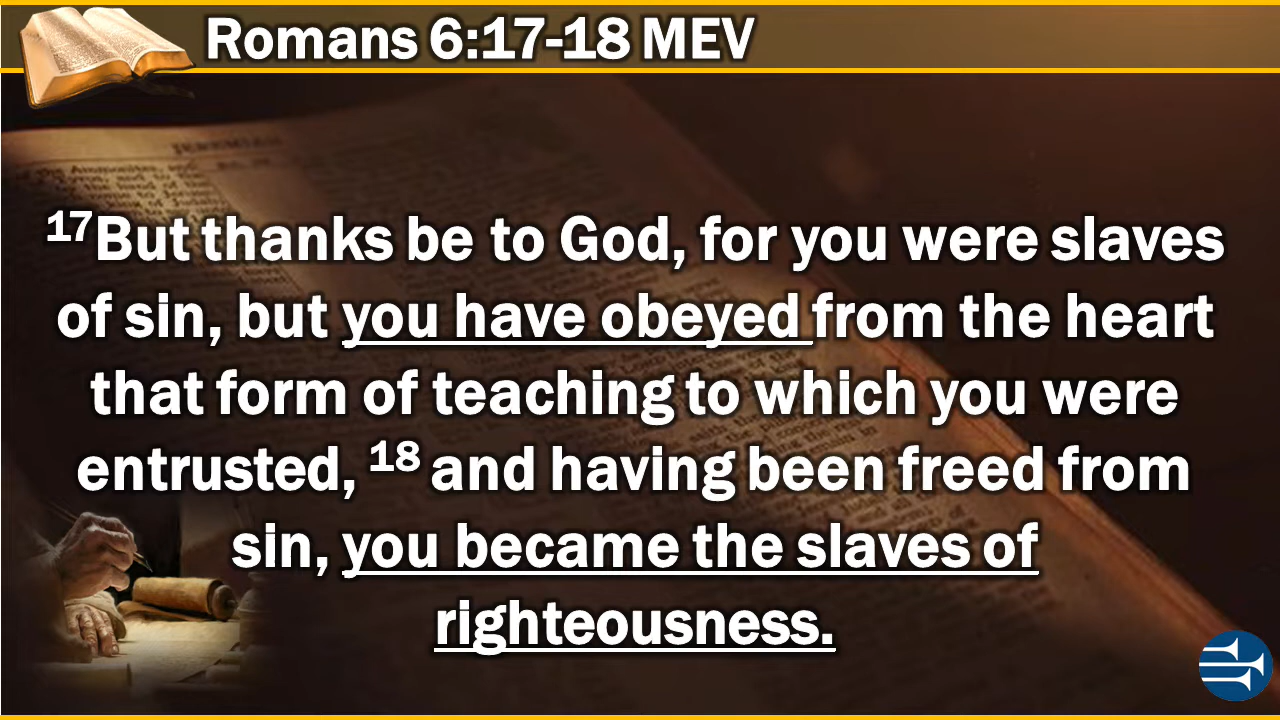 Romans 6:17-18 MEV
JEREMIAH
17But thanks be to God, for you were slaves
of sin, but you have obeyed from the heart
that form of teaching to which you were
entrusted, 18 and having been freed from
sin, you became the slaves of
righteousness.